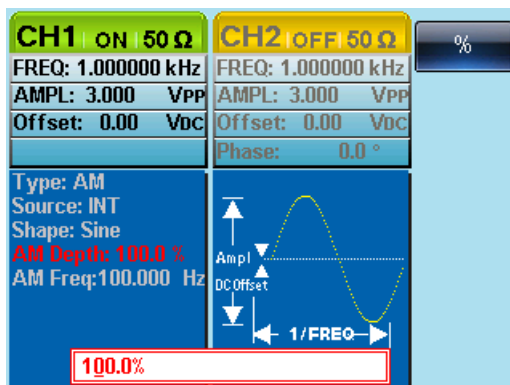 CH1 ON 50 Ω
CH2 OFF 50 Ω
%
FREQ: 1.000000 kHz
FREQ: 1.000000 kHz
AMPL: 3.000 VPP
AMPL: 3.000 VPP
Offset: 0.00 VDC
Offset: 0.00 VDC
Phase: 0.0 °
Type: AM
Source: INT
Shape: Sine
AM Depth: 100.0 %
AM Freq:100.000 Hz
Ampl
DC Offset
1/FREQ
100.0%